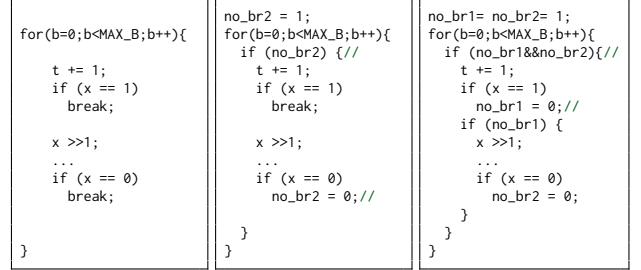 for(b=0;b<MAX_B;b++){
t += 1;
if (x == 1)
break;
x >>1;
...
if (x == 0)
break;
}
no_br2 = 1;
for(b=0;b<MAX_B;b++){
if (no_br2) {//
t += 1;
if (x == 1)
break;
x >>1;
...
if (x == 0)
no_br2 = 0;//
}
}
no_br1= no_br2= 1;
for(b=0;b<MAX_B;b++){
if (no_br1&&no_br2){//
t += 1;
if (x == 1)
no_br1 = 0;//
if (no_br1) {
x >>1;
...
if (x == 0)
no_br2 = 0;
}
}
}